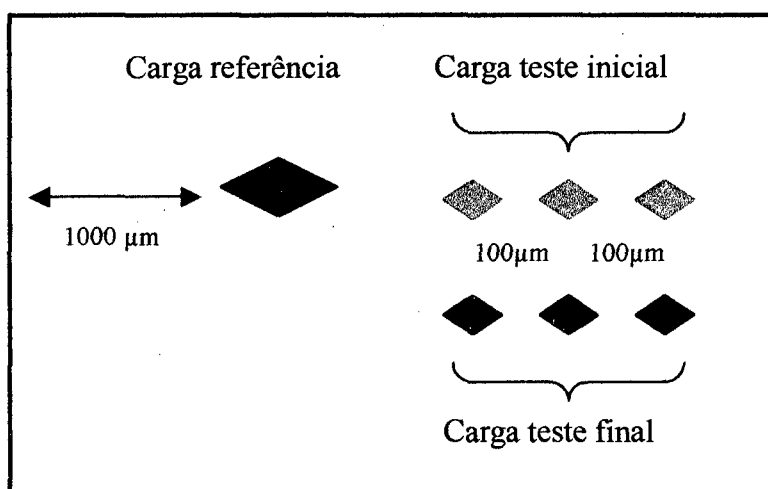 Carga referência
Carga teste inicial
1000 µm
100µm
100µm
Carga teste final